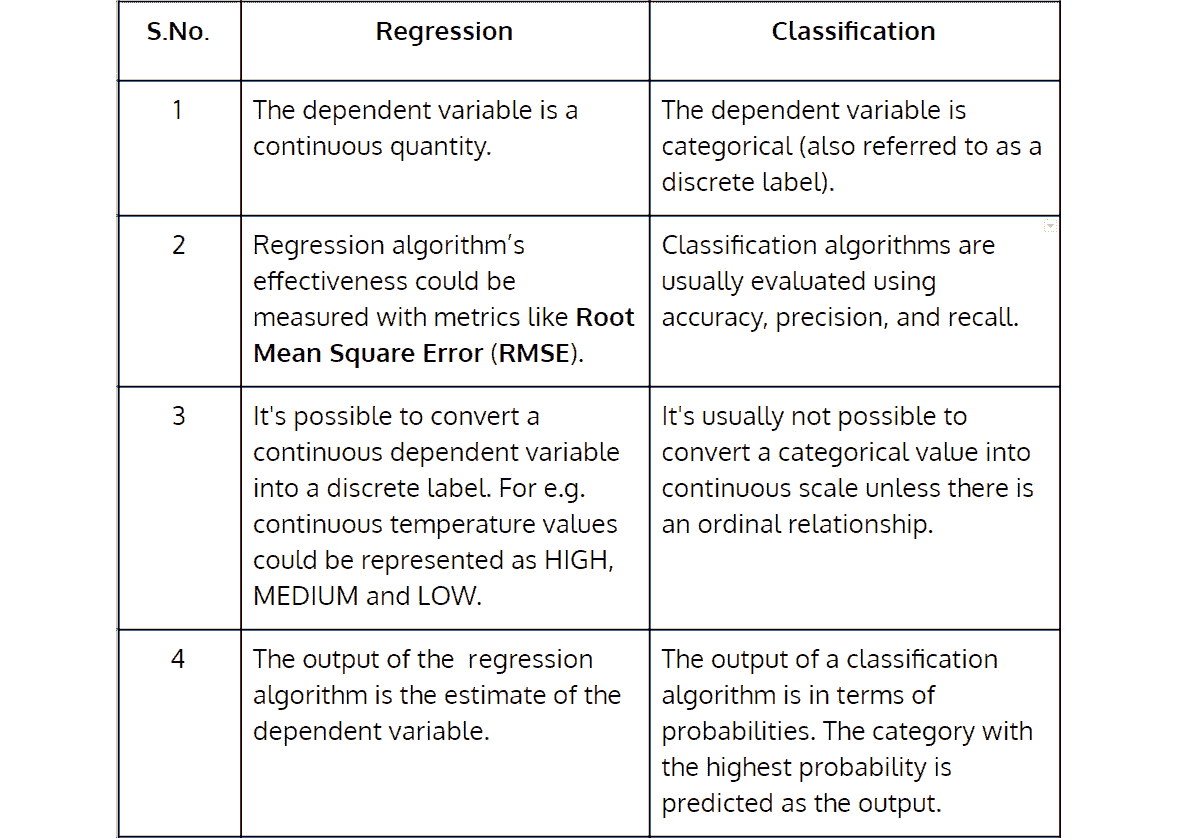 S.No. Regression Classification
1 The dependent variable is a The dependent variable is
continuous quantity. categorical (also referred to as a
discrete label).
2 Regression algorithm’s Classification algorithms are
effectiveness could be usually evaluated using
measured with metrics like Root accuracy, precision, and recall.
Mean Square Error (RMSE).
3 It's possible to convert a It's usually not possible to
continuous dependent variable convert a categorical value into
into a discrete label. For e.g. continuous scale unless there is
continuous temperature values an ordinal relationship.
could be represented as HIGH,
MEDIUM and LOW.
4 The output of the regression The output of a classification
algorithm is the estimate of the algorithm is in terms of
dependent variable. probabilities. The category with
the highest probability is
predicted as the output.